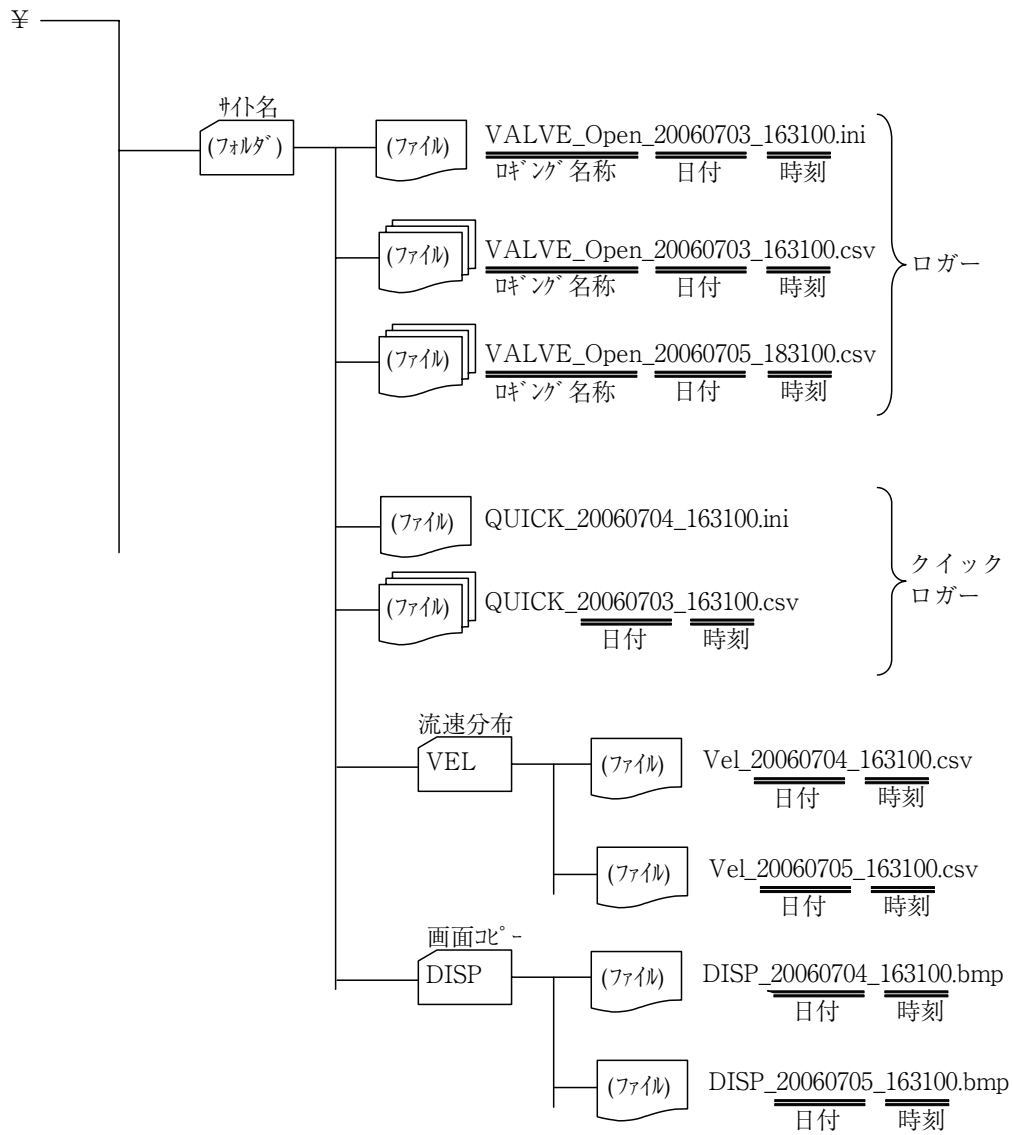 ¥
サイト名
(フォルダ)
(ファイル)
VALVE_Open_20060703_163100.ini
ロギング名称 日付 時刻
(ファイル)
VALVE_Open_20060703_163100.csv
ロギング名称 日付 時刻
ロガー
(ファイル)
VALVE_Open_20060705_183100.csv
ロギング名称 日付 時刻
(ファイル)
QUICK_20060704_163100.ini
クイック
ロガー
(ファイル)
QUICK_20060703_163100.csv
日付 時刻
流速分布
VEL
(ファイル)
Vel_20060704_163100.csv
日付 時刻
(ファイル)
Vel_20060705_163100.csv
日付 時刻
画面コピー
DISP
(ファイル)
DISP_20060704_163100.bmp
日付 時刻
(ファイル)
DISP_20060705_163100.bmp
日付 時刻